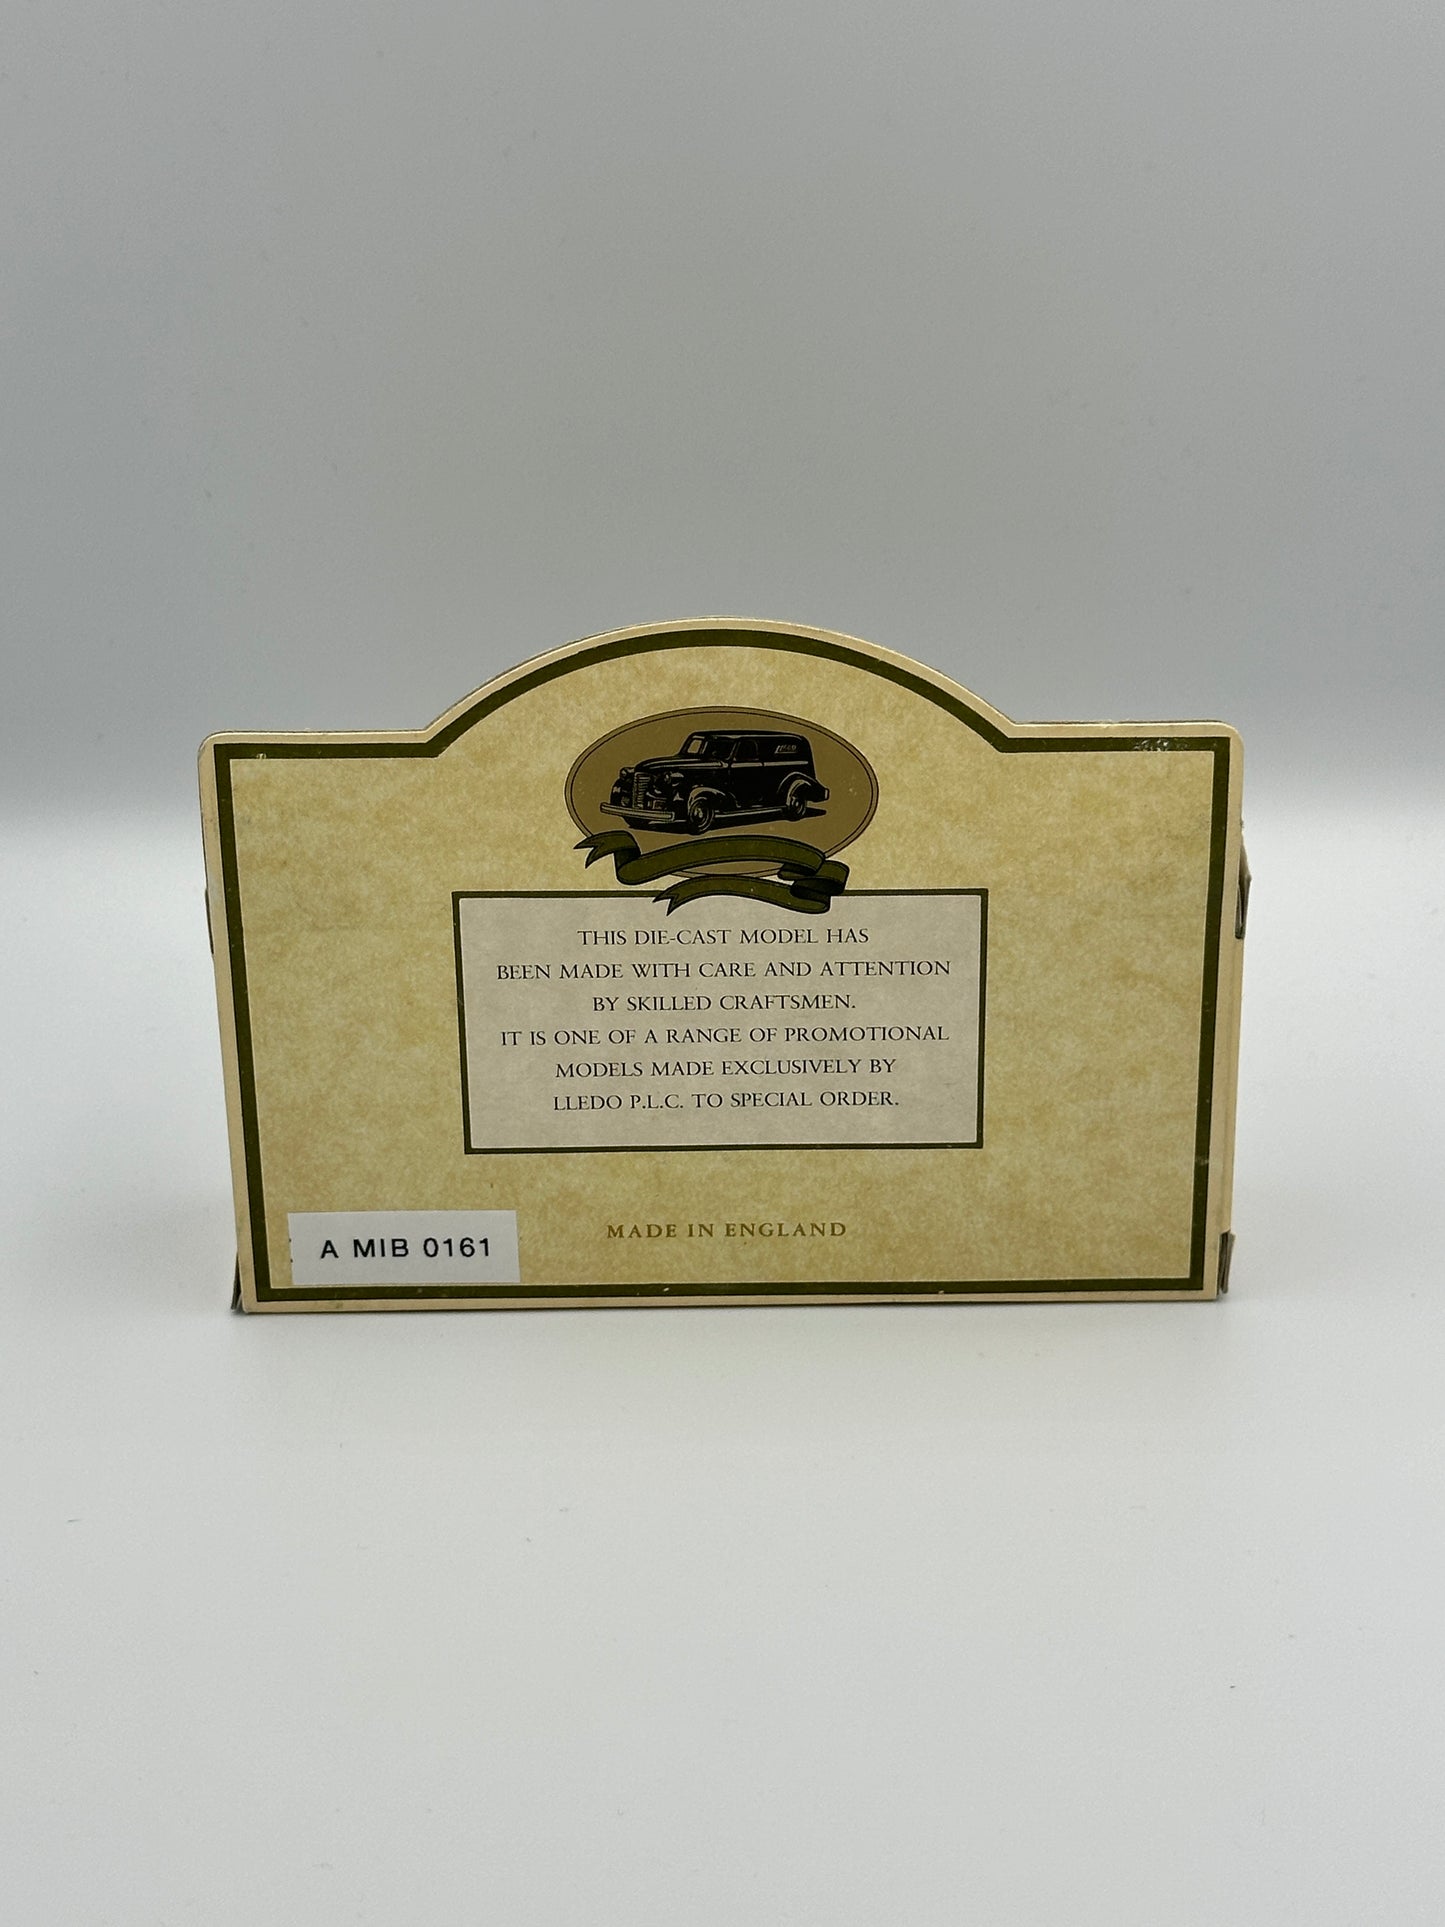 THIS DIE-CAST MODEL HAS
BEEN MADE WITH CARE AND ATTENTION
BY SKILLED CRAFTSMEN.
IT IS ONE OF A RANGE OF PROMOTIONAL
MODELS MADE EXCLUSIVELY BY
LLEDO P.L.C. TO SPECIAL ORDER.
MADE IN ENGLAND
A MIB 0161